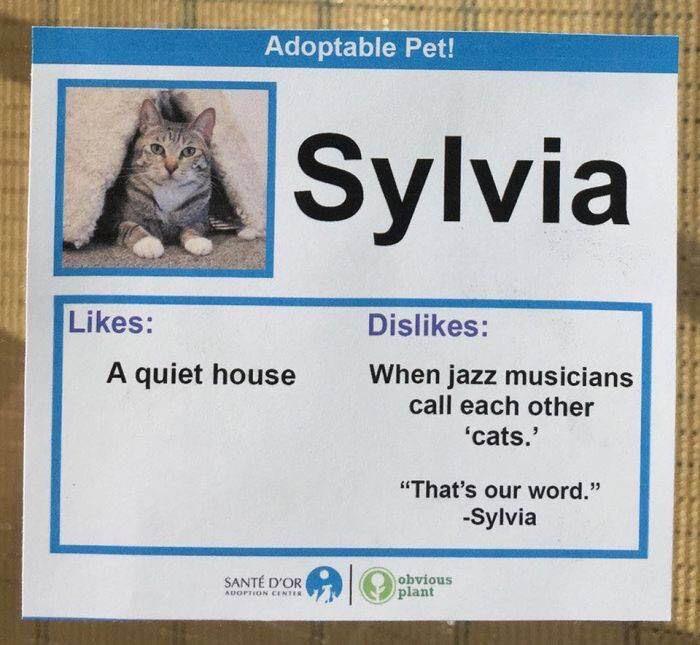 Adoptable Pet!
Sylvia
Likes:
A quiet house
Dislikes:
When jazz musicians
call each other
‘cats.’
“That’s our word.”
-Sylvia
SANTÉ D’OR
ADOPTION CENTER
obvious
plant